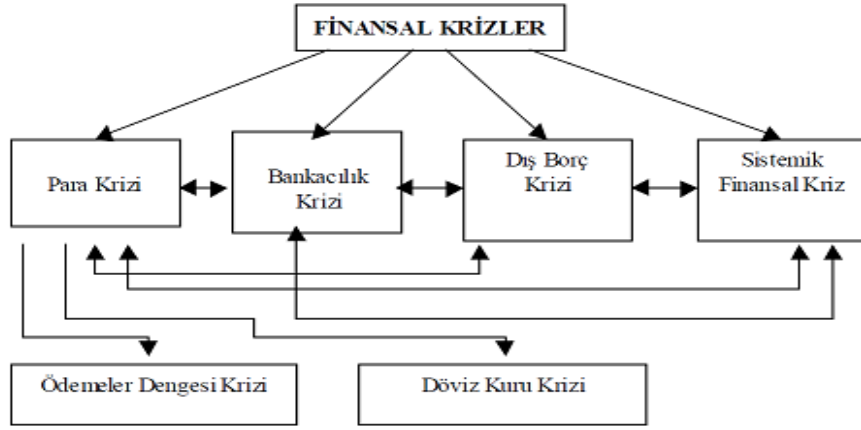 FİNANSAL KRİZLER
Para Krizi
Bankacılık
Krizi
Dış Borç
Krizi
Sistemik
Finansal Kriz
Ödemeler Dengesi Krizi
Döviz Kuru Krizi